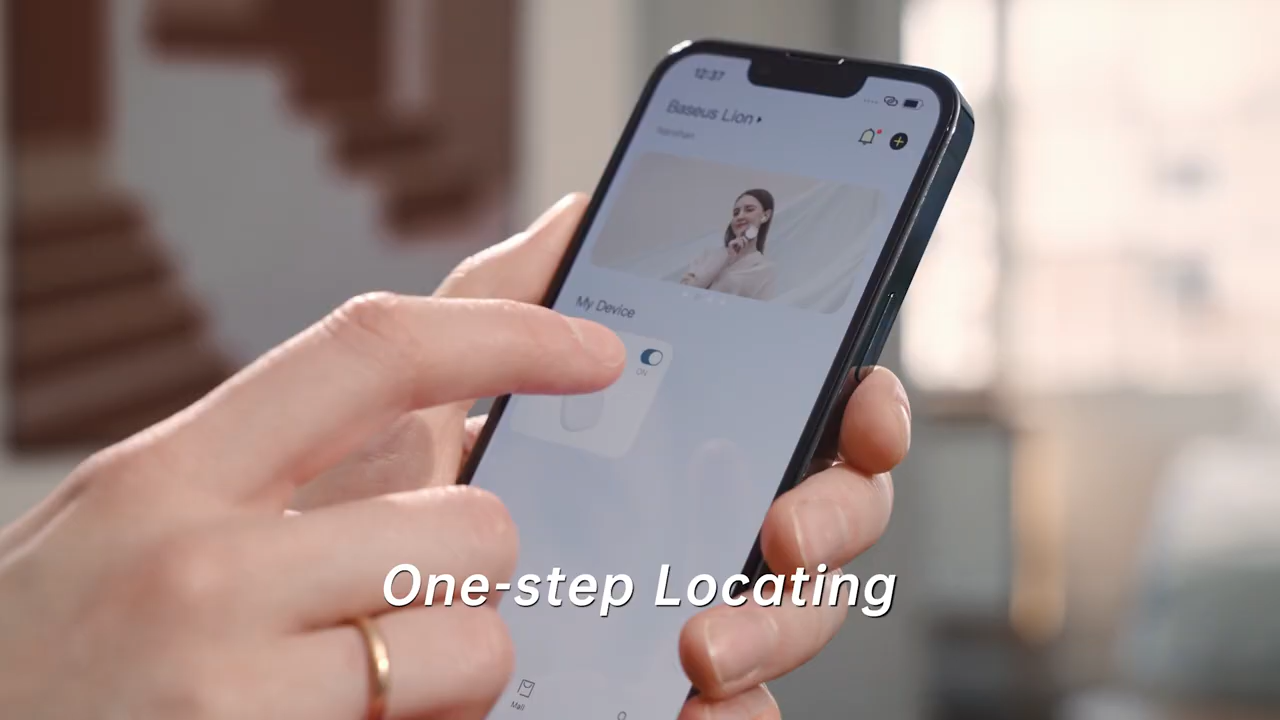 12:37
Baseus Lion
My Device
ON
One-step Locating
Mall